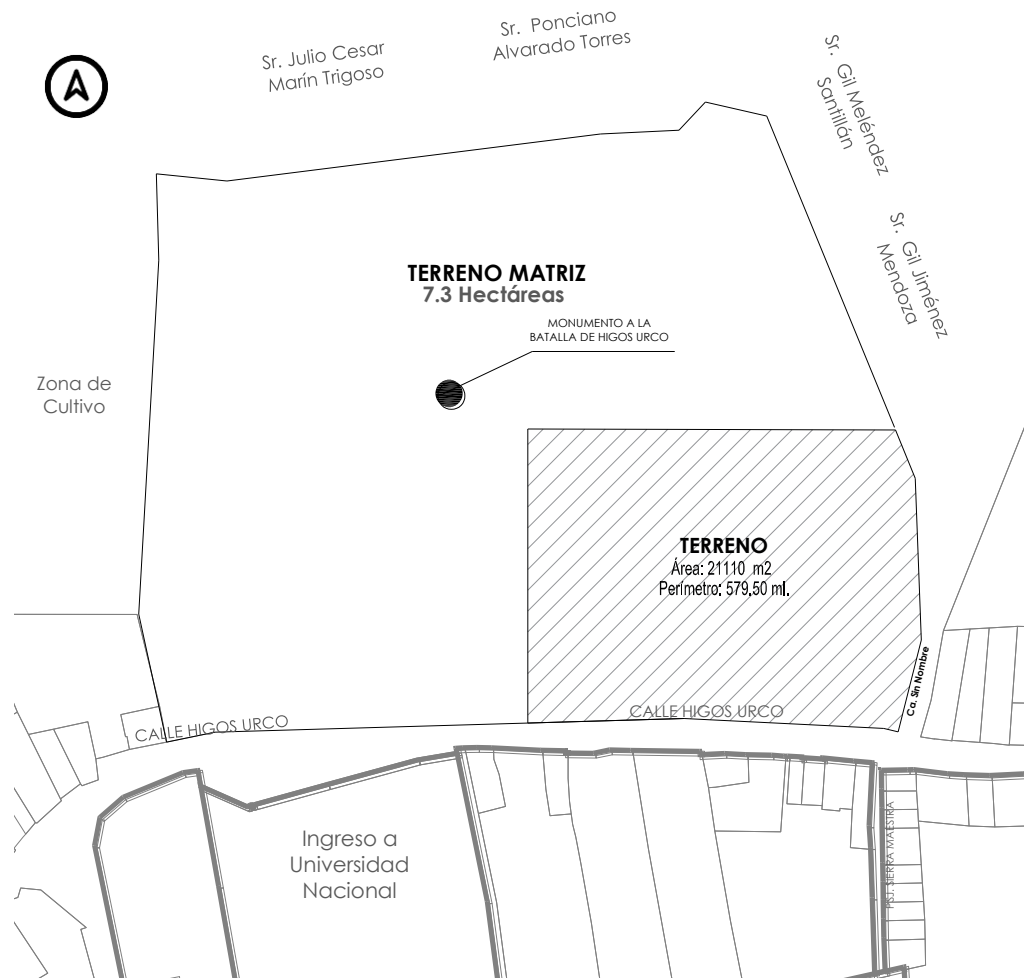 Sr. Julio Cesar
Marín Trigoso
Sr. Ponciano
Alvarado Torres
Sr. Gil Meléndez
Santillán
Sr. Gil Jiménez
Mendoza
TERRENO MATRIZ
7.3 Hectáreas
MONUMENTO A LA
BATALLA DE HIGOS URCO
Zona de
Cultivo
TERRENO
Área: 21110 m2
Perímetro: 579,50 ml.
Ca. Sin Nombre
CALLE HIGOS URCO
CALLE HIGOS URCO
Ingreso a
Universidad
Nacional
PSJ. SIERRA MAESTRA